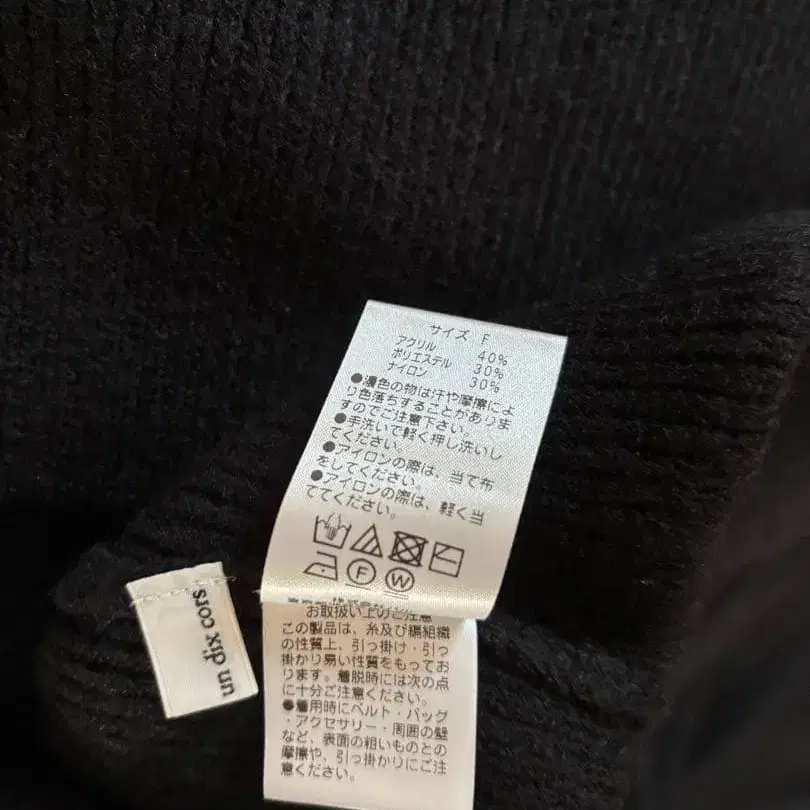 サイズ F
アクリル 40%
ポリエステル 30%
ナイロン 30%
●濃色の物は汗や摩擦によ
り色落ちすることがありま
すのでご注意下さい。
●手洗いで軽く押し洗いし
てください。
●アイロンの際は、当て布
をしてください。
●アイロンの際は、軽く当
ててください。
F W
お取扱い上のご注意
この製品は、糸及び編組織
の性質上、引っ掛け・引っ
掛かり易い性質をもってお
ります。着脱時には次の点
に十分ご注意ください。
●着用時にベルト・バッグ
・アクセサリー・周囲の壁
など、表面の粗いものとの
摩擦や、引っ掛かりにご注
意ください。
un dix cors